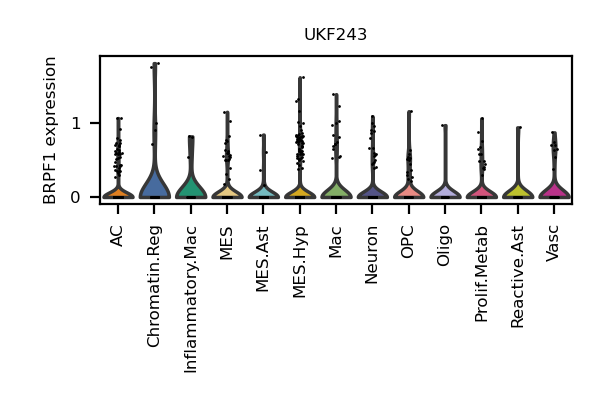 UKF243
BRPF1 expression
1
0
AC
Chromatin.Reg
Inflammatory.Mac
MES
MES.Ast
MES.Hyp
Mac
Neuron
OPC
Oligo
Prolif.Metab
Reactive.Ast
Vasc